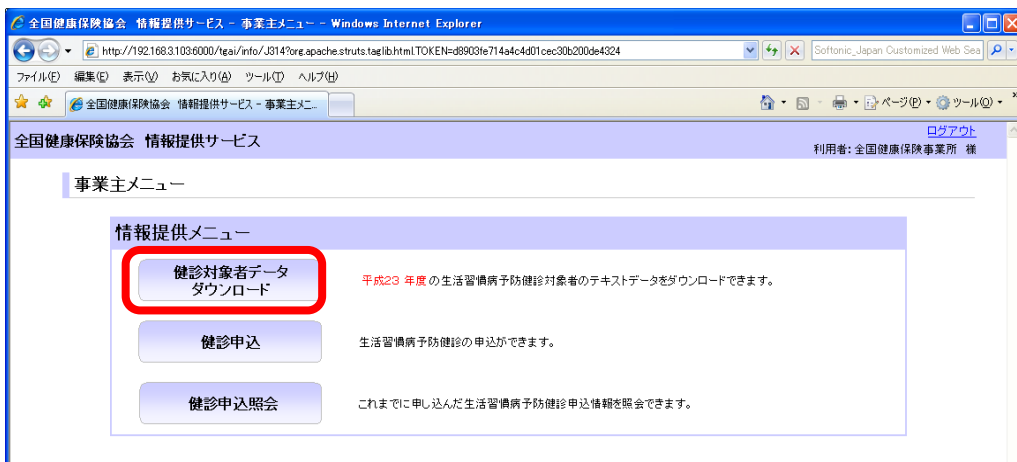 全国健康保険協会 情報提供サービス - 事業主メニュー - Windows Internet Explorer
http://192.168.3.103:6000/tgai/info/J314?org.apache.struts.taglib.html.TOKEN=d8903fe714a4c4d01cec30b200de4324
Softonic_Japan Customized Web Sea
ファイル(F) 編集(E) 表示(V) お気に入り(A) ツール(T) ヘルプ(H)
全国健康保険協会 情報提供サービス - 事業主メニ...
ページ(P) ツール(O)
全国健康保険協会 情報提供サービス
ログアウト
利用者: 全国健康保険事業所 様
事業主メニュー
情報提供メニュー
健診対象者データ
ダウンロード
平成23 年度の生活習慣病予防健診対象者のテキストデータをダウンロードできます。
健診申込
生活習慣病予防健診の申込ができます。
健診申込照会
これまでに申し込んだ生活習慣病予防健診申込情報を照会できます。